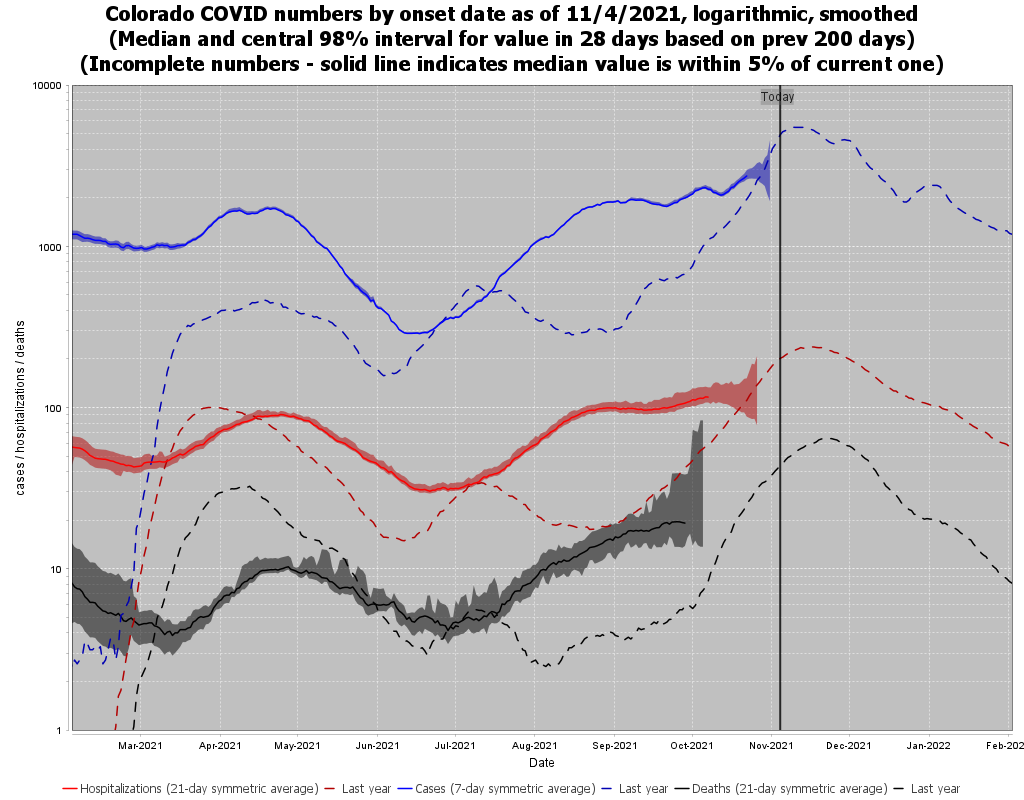 Colorado COVID numbers by onset date as of 11/4/2021, logarithmic, smoothed
(Median and central 98% interval for value in 28 days based on prev 200 days)
(Incomplete numbers - solid line indicates median value is within 5% of current one)
10000
Today
1000
100
10
1
cases / hospitalizations / deaths
Mar-2021 Apr-2021 May-2021 Jun-2021 Jul-2021 Aug-2021 Sep-2021 Oct-2021 Nov-2021 Dec-2021 Jan-2022 Feb-202
Date
Hospitalizations (21-day symmetric average) Last year Cases (7-day symmetric average) Last year Deaths (21-day symmetric average) Last year